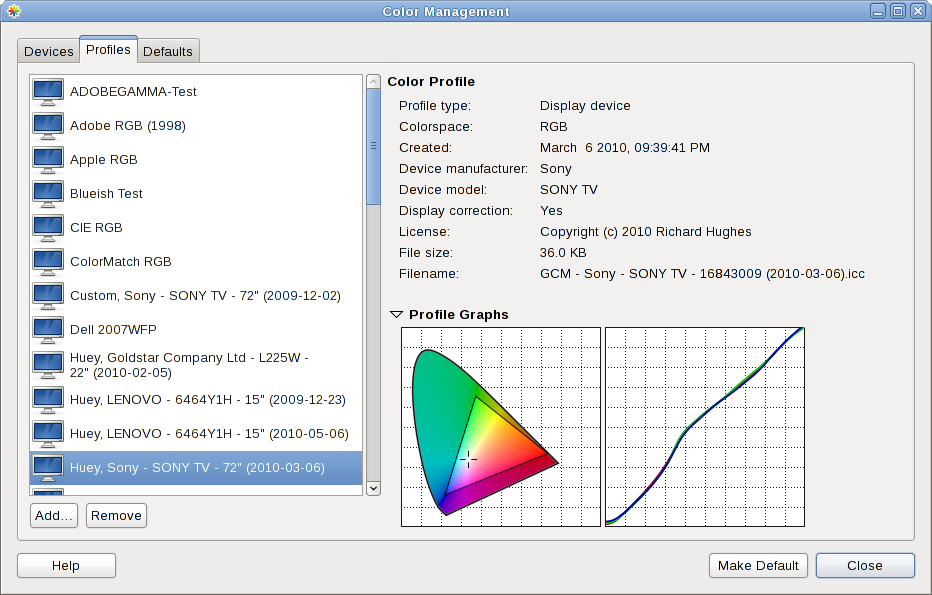 Color Management
Devices
Profiles
Defaults
ADOBEGAMMA-Test
Adobe RGB (1998)
Apple RGB
Blueish Test
CIE RGB
ColorMatch RGB
Custom, Sony - SONY TV - 72" (2009-12-02)
Dell 2007WFP
Huey, Goldstar Company Ltd - L225W -
22" (2010-02-05)
Huey, LENOVO - 6464Y1H - 15" (2009-12-23)
Huey, LENOVO - 6464Y1H - 15" (2010-05-06)
Huey, Sony - SONY TV - 72" (2010-03-06)
Add...
Remove
Color Profile
Profile type: Display device
Colorspace: RGB
Created: March  6 2010, 09:39:41 PM
Device manufacturer: Sony
Device model: SONY TV
Display correction: Yes
License: Copyright (c) 2010 Richard Hughes
File size: 36.0 KB
Filename: GCM - Sony - SONY TV - 16843009 (2010-03-06).icc
Profile Graphs
Help
Make Default
Close